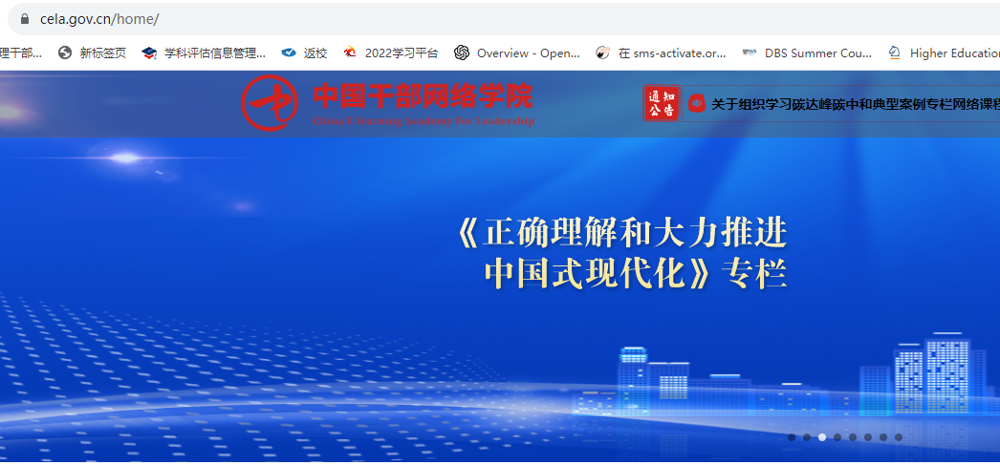 cela.gov.cn/home/
理干部...
新标签页
学科评估信息管理...
返校
2022学习平台
Overview - Open...
在 sms-activate.or...
DBS Summer Cou...
Higher Education
中国干部网络学院
China E-learning Academy For Leadership
通知
公告
关于组织学习碳达峰碳中和典型案例专栏网络课程
《正确理解和大力推进
中国式现代化》专栏